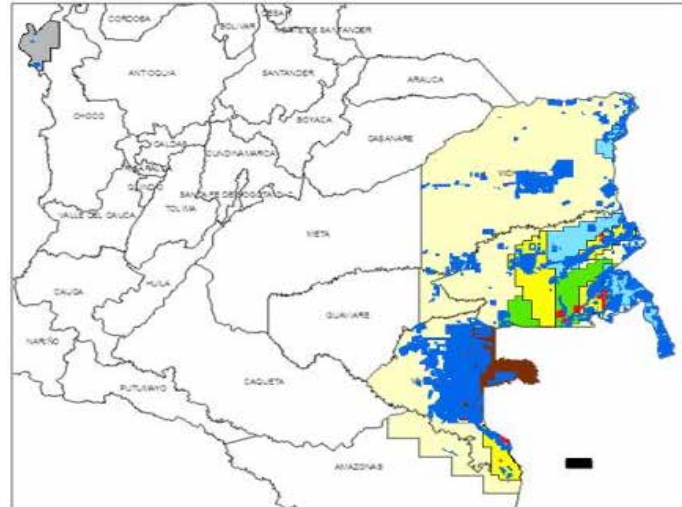 CORDOBA
BOLIVAR
ANTIOQUIA
SANTANDER
ARAUCA
CHOCO
BOYACA
CASANARE
CALDAS
CUNDINAMARCA
TOLIMA
VALLE DEL CAUCA
META
HUILA
CAUCA
GUAVIARE
NARIÑO
PUTUMAYO
CAQUETA
AMAZONAS